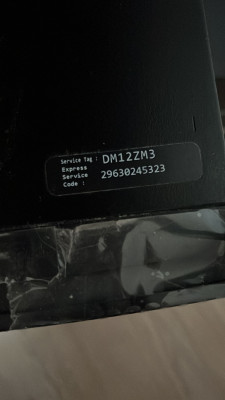 Service Tag : DM12ZM3
Express
Service 29630245323
Code :